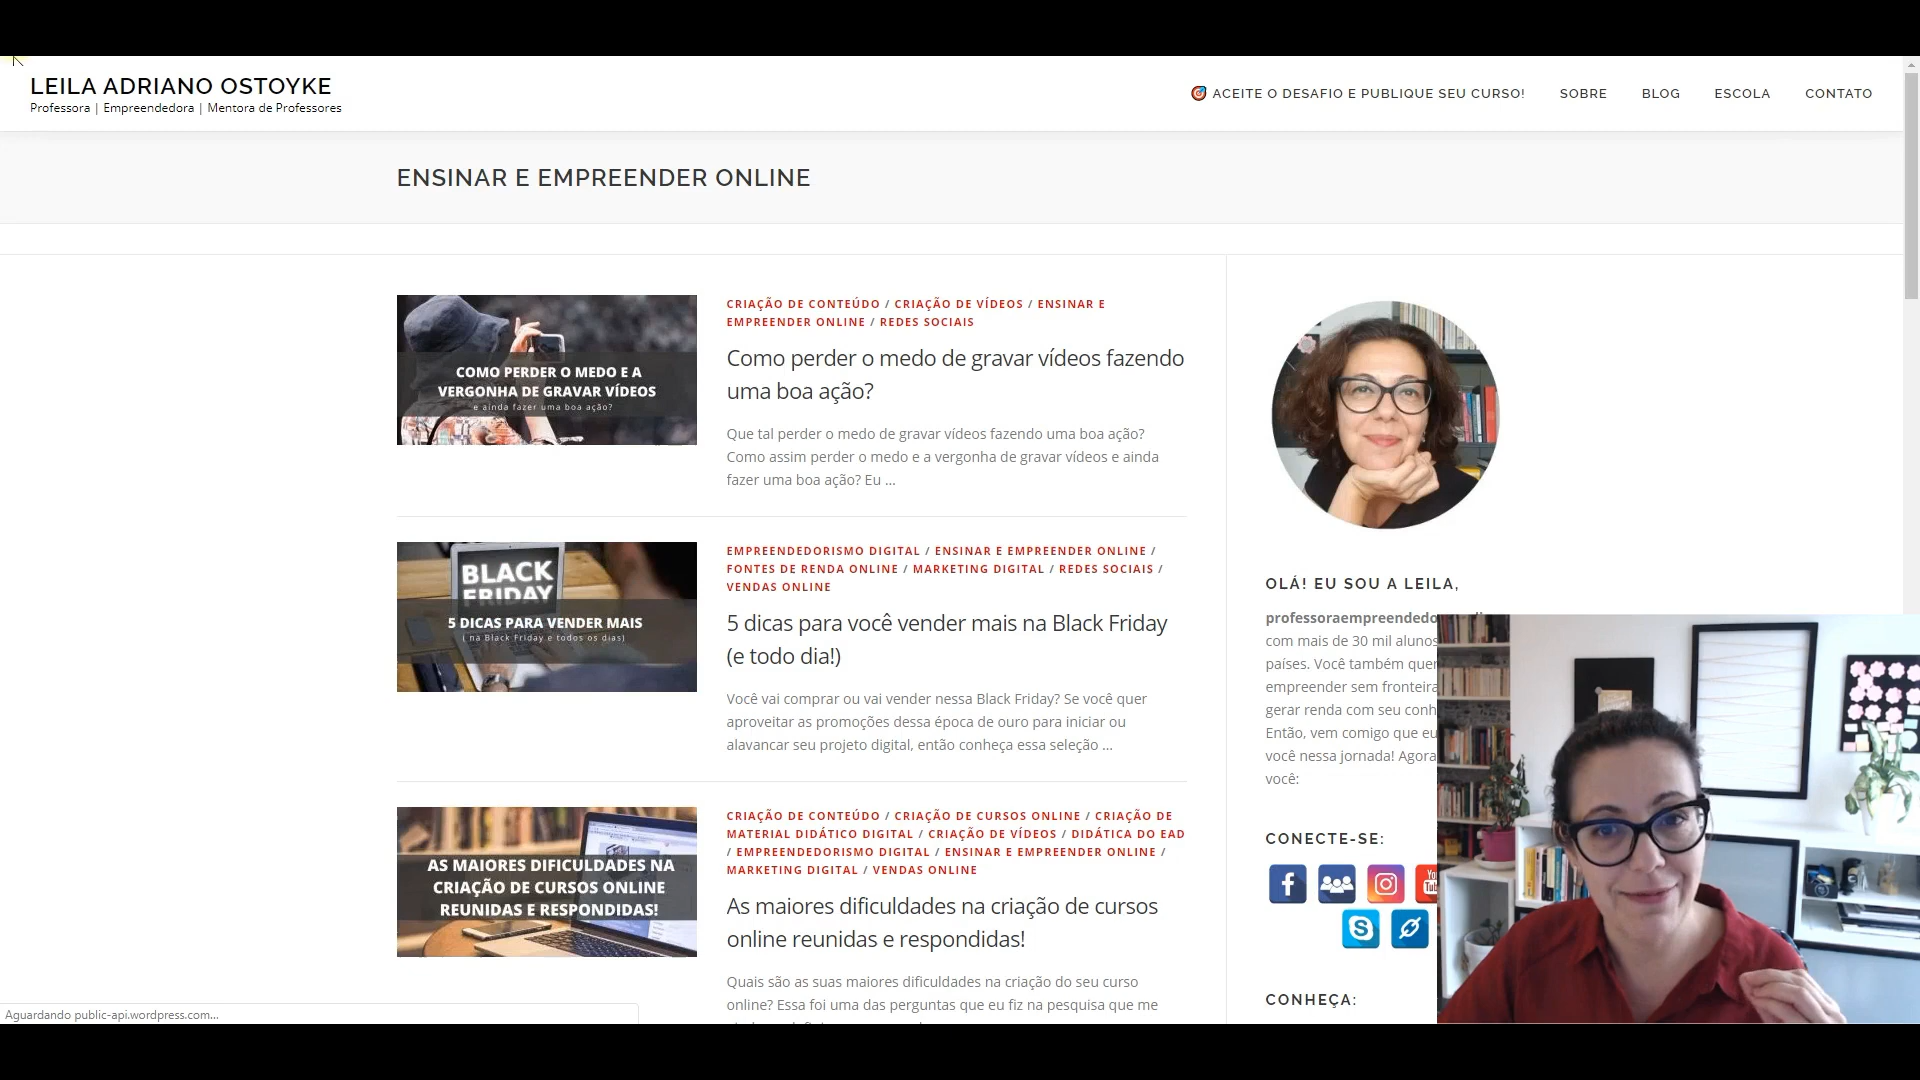 LEILA ADRIANO OSTOYKE
Professora | Empreendedora | Mentora de Professores
ACEITE O DESAFIO E PUBLIQUE SEU CURSO!
SOBRE
BLOG
ESCOLA
CONTATO
ENSINAR E EMPREENDER ONLINE
COMO PERDER O MEDO E A
VERGONHA DE GRAVAR VÍDEOS
e ainda fazer uma boa ação?
CRIAÇÃO DE CONTEÚDO / CRIAÇÃO DE VÍDEOS / ENSINAR E
EMPREENDER ONLINE / REDES SOCIAIS
Como perder o medo de gravar vídeos fazendo
uma boa ação?
Que tal perder o medo de gravar vídeos fazendo uma boa ação?
Como assim perder o medo e a vergonha de gravar vídeos e ainda
fazer uma boa ação? Eu ...
BLACK
FRIDAY
5 DICAS PARA VENDER MAIS
( na Black Friday e todos os dias)
EMPREENDEDORISMO DIGITAL / ENSINAR E EMPREENDER ONLINE /
FONTES DE RENDA ONLINE / MARKETING DIGITAL / REDES SOCIAIS /
VENDAS ONLINE
5 dicas para você vender mais na Black Friday
(e todo dia!)
Você vai comprar ou vai vender nessa Black Friday? Se você quer
aproveitar as promoções dessa época de ouro para iniciar ou
alavancar seu projeto digital, então conheça essa seleção ...
AS MAIORES DIFICULDADES NA
CRIAÇÃO DE CURSOS ONLINE
REUNIDAS E RESPONDIDAS!
CRIAÇÃO DE CONTEÚDO / CRIAÇÃO DE CURSOS ONLINE / CRIAÇÃO DE
MATERIAL DIDÁTICO DIGITAL / CRIAÇÃO DE VÍDEOS / DIDÁTICA DO EAD
/ EMPREENDEDORISMO DIGITAL / ENSINAR E EMPREENDER ONLINE /
MARKETING DIGITAL / VENDAS ONLINE
As maiores dificuldades na criação de cursos
online reunidas e respondidas!
Quais são as suas maiores dificuldades na criação do seu curso
online? Essa foi uma das perguntas que eu fiz na pesquisa que me
OLÁ! EU SOU A LEILA,
professoraempreendedo
com mais de 30 mil alunos
países. Você também quer
empreender sem fronteira
gerar renda com seu conh
Então, vem comigo que eu
você nessa jornada! Agora
você:
CONECTE-SE:
CONHEÇA:
Aguardando public-api.wordpress.com...